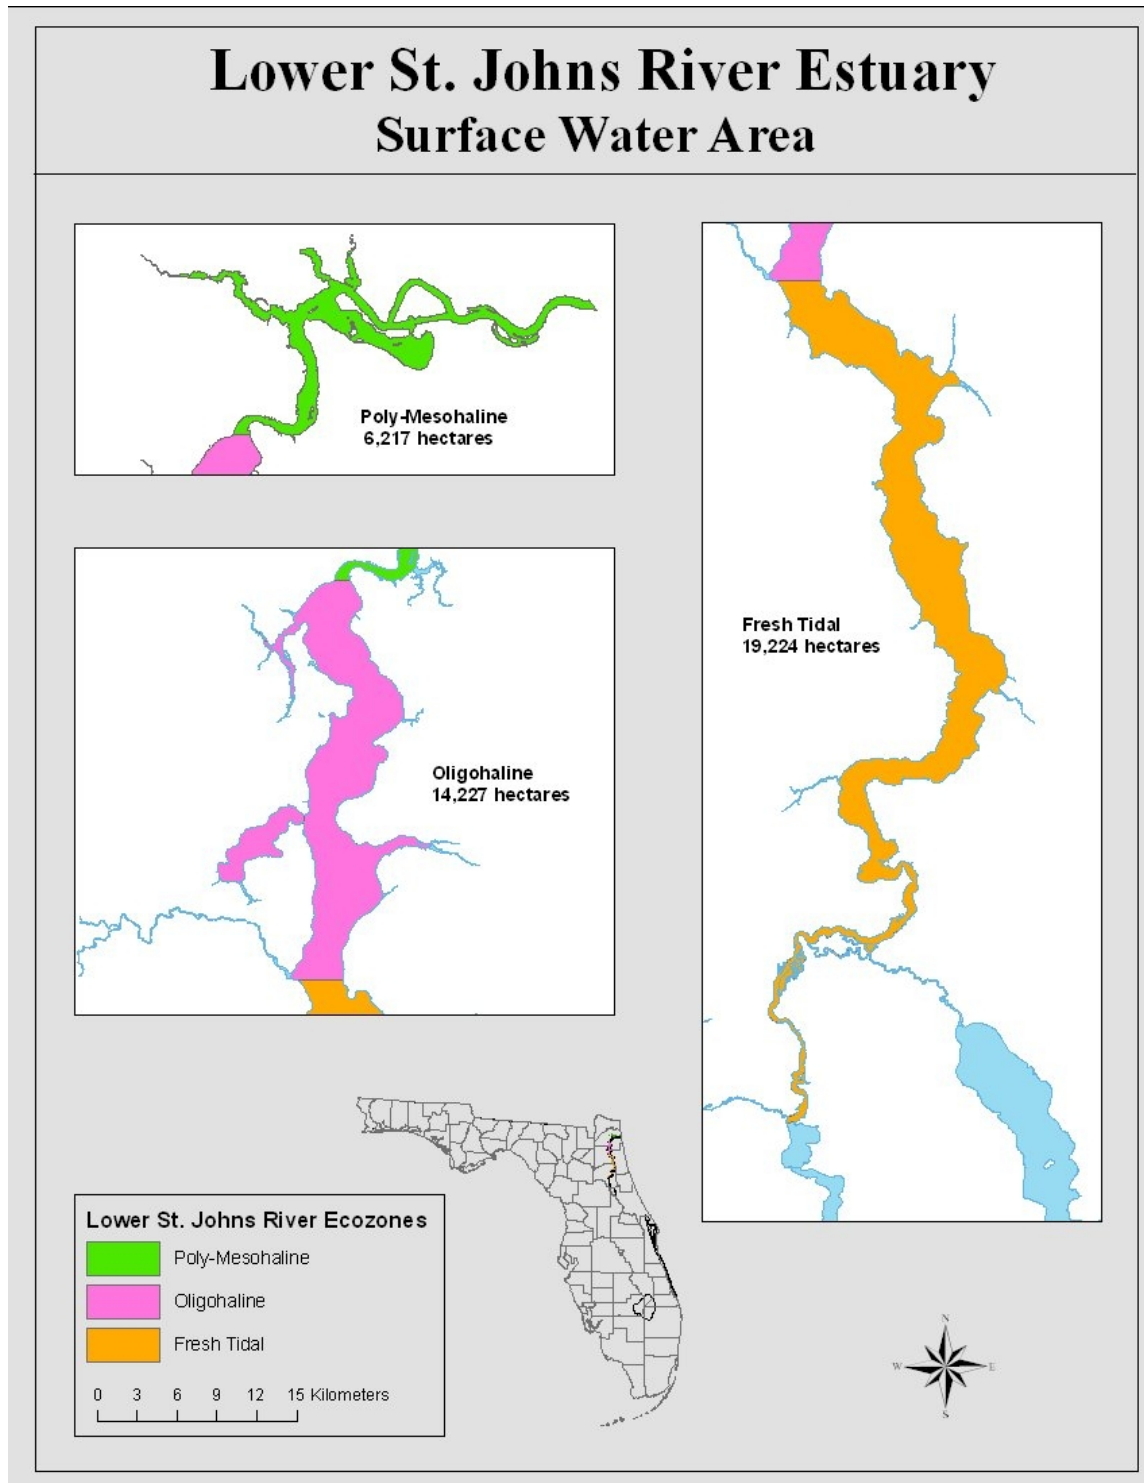 Lower St. Johns River Estuary
Surface Water Area
Poly-Mesohaline
6,217 hectares
Oligohaline
14,227 hectares
Fresh Tidal
19,224 hectares
Lower St. Johns River Ecozones
Poly-Mesohaline
Oligohaline
Fresh Tidal
0 3 6 9 12 15 Kilometers
N
W E
S